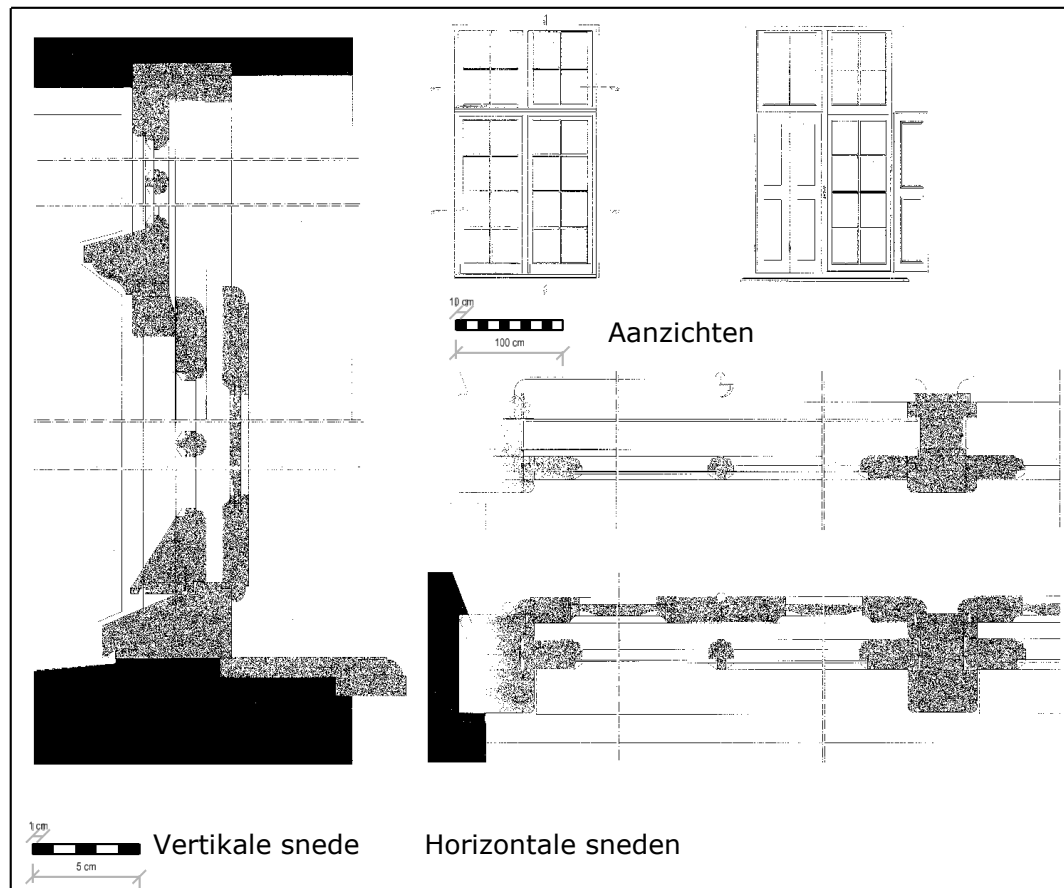 10 cm
100 cm
Aanzichten
1 cm
5 cm
Vertikale snede
Horizontale sneden